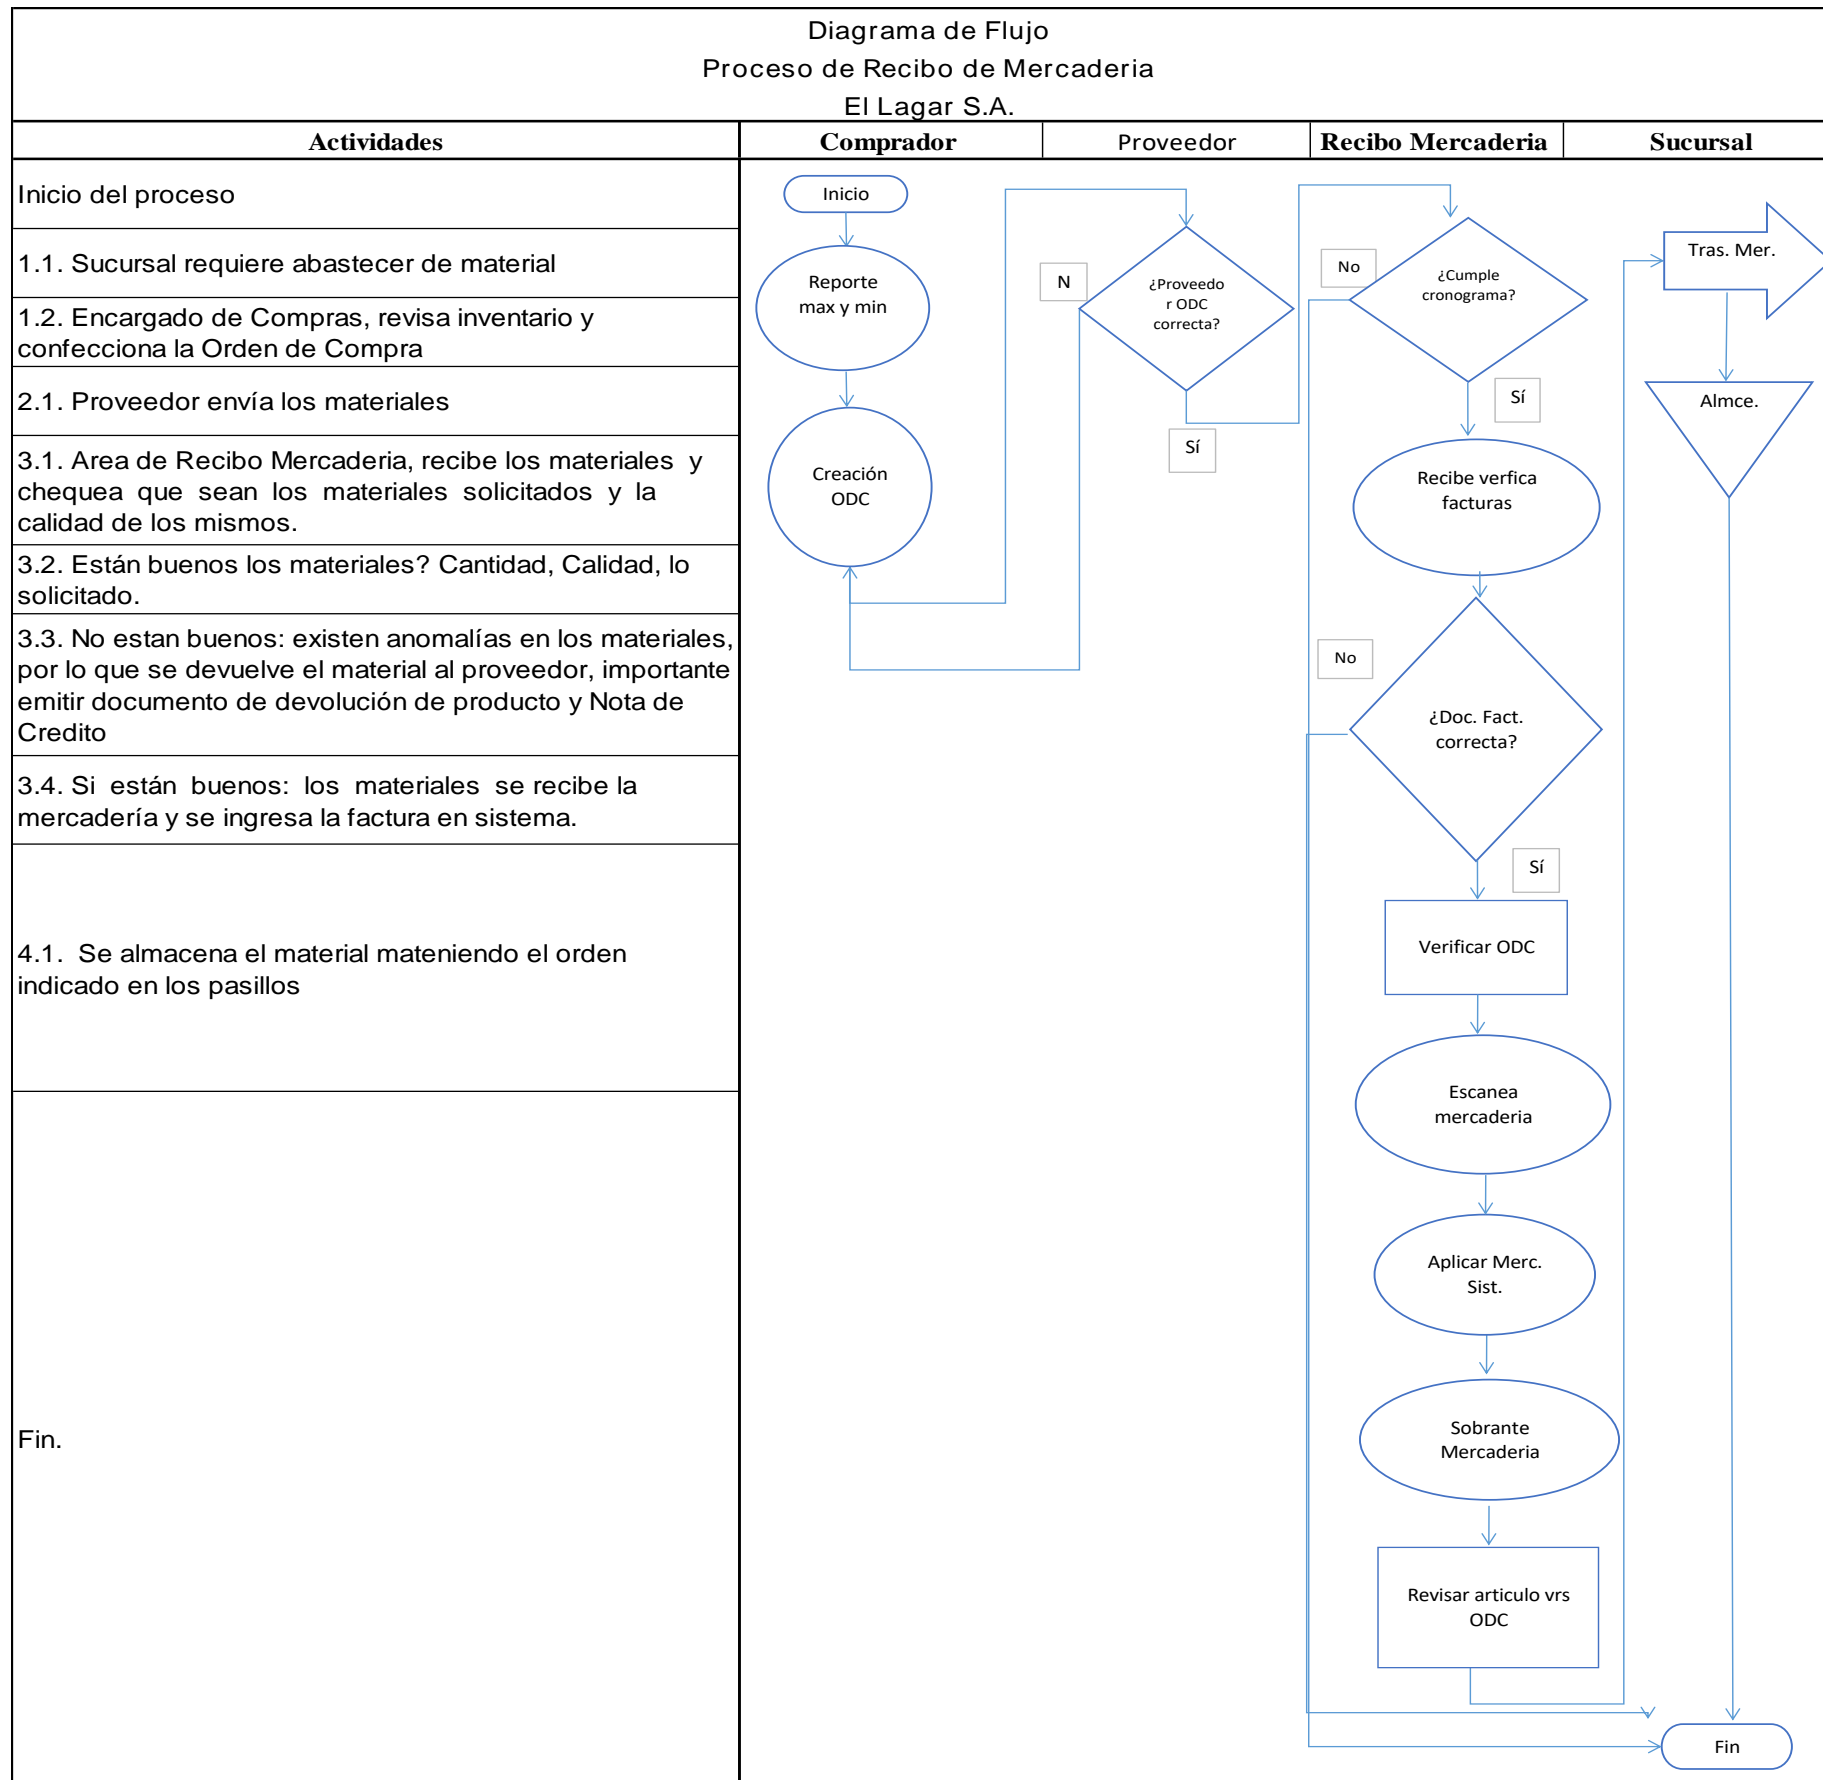 Diagrama de Flujo
Proceso de Recibo de Mercaderia
El Lagar S.A.
Actividades
Comprador
Proveedor
Recibo Mercaderia
Sucursal
Inicio del proceso
1.1. Sucursal requiere abastecer de material
1.2. Encargado de Compras, revisa inventario y
confecciona la Orden de Compra
2.1. Proveedor envía los materiales
3.1. Area de Recibo Mercaderia, recibe los materiales y
chequea que sean los materiales solicitados y la
calidad de los mismos.
3.2. Están buenos los materiales? Cantidad, Calidad, lo
solicitado.
3.3. No estan buenos: existen anomalías en los materiales,
por lo que se devuelve el material al proveedor, importante
emitir documento de devolución de producto y Nota de
Credito
3.4. Si están buenos: los materiales se recibe la
mercadería y se ingresa la factura en sistema.
4.1. Se almacena el material mateniendo el orden
indicado en los pasillos
Fin.
Inicio
Reporte
max y min
Creación
ODC
N
¿Proveedo
r ODC
correcta?
Sí
No
¿Cumple
cronograma?
Sí
Recibe verfica
facturas
No
¿Doc. Fact.
correcta?
Sí
Verificar ODC
Escanea
mercaderia
Aplicar Merc.
Sist.
Sobrante
Mercaderia
Revisar articulo vrs
ODC
Tras. Mer.
Almce.
Fin